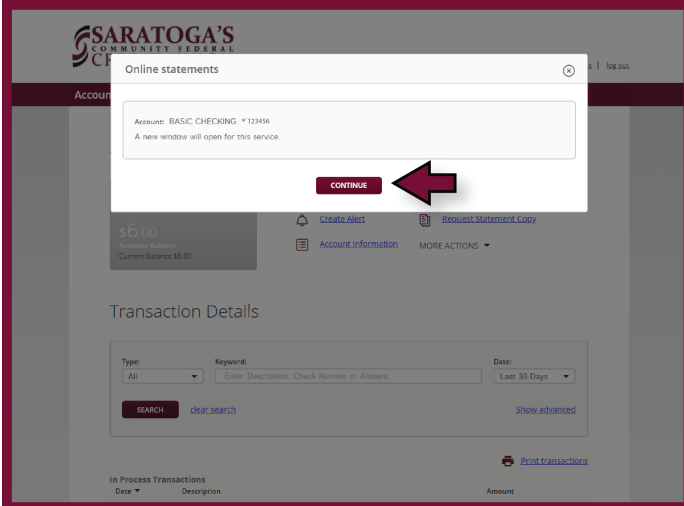 SARATOGA'S
COMMUNITY FEDERAL
log out
Online statements
Account: BASIC CHECKING *123456
A new window will open for this service.
CONTINUE
$6.00
Available Balance
Current Balance $6.00
Create Alert
Request Statement Copy
Account Information
MORE ACTIONS
Transaction Details
Type:
Keyword:
Date:
All
Enter Description, Check Number or Amount
Last 30 Days
SEARCH
clear search
Show advanced
Print transactions
In Process Transactions
Date
Description
Amount